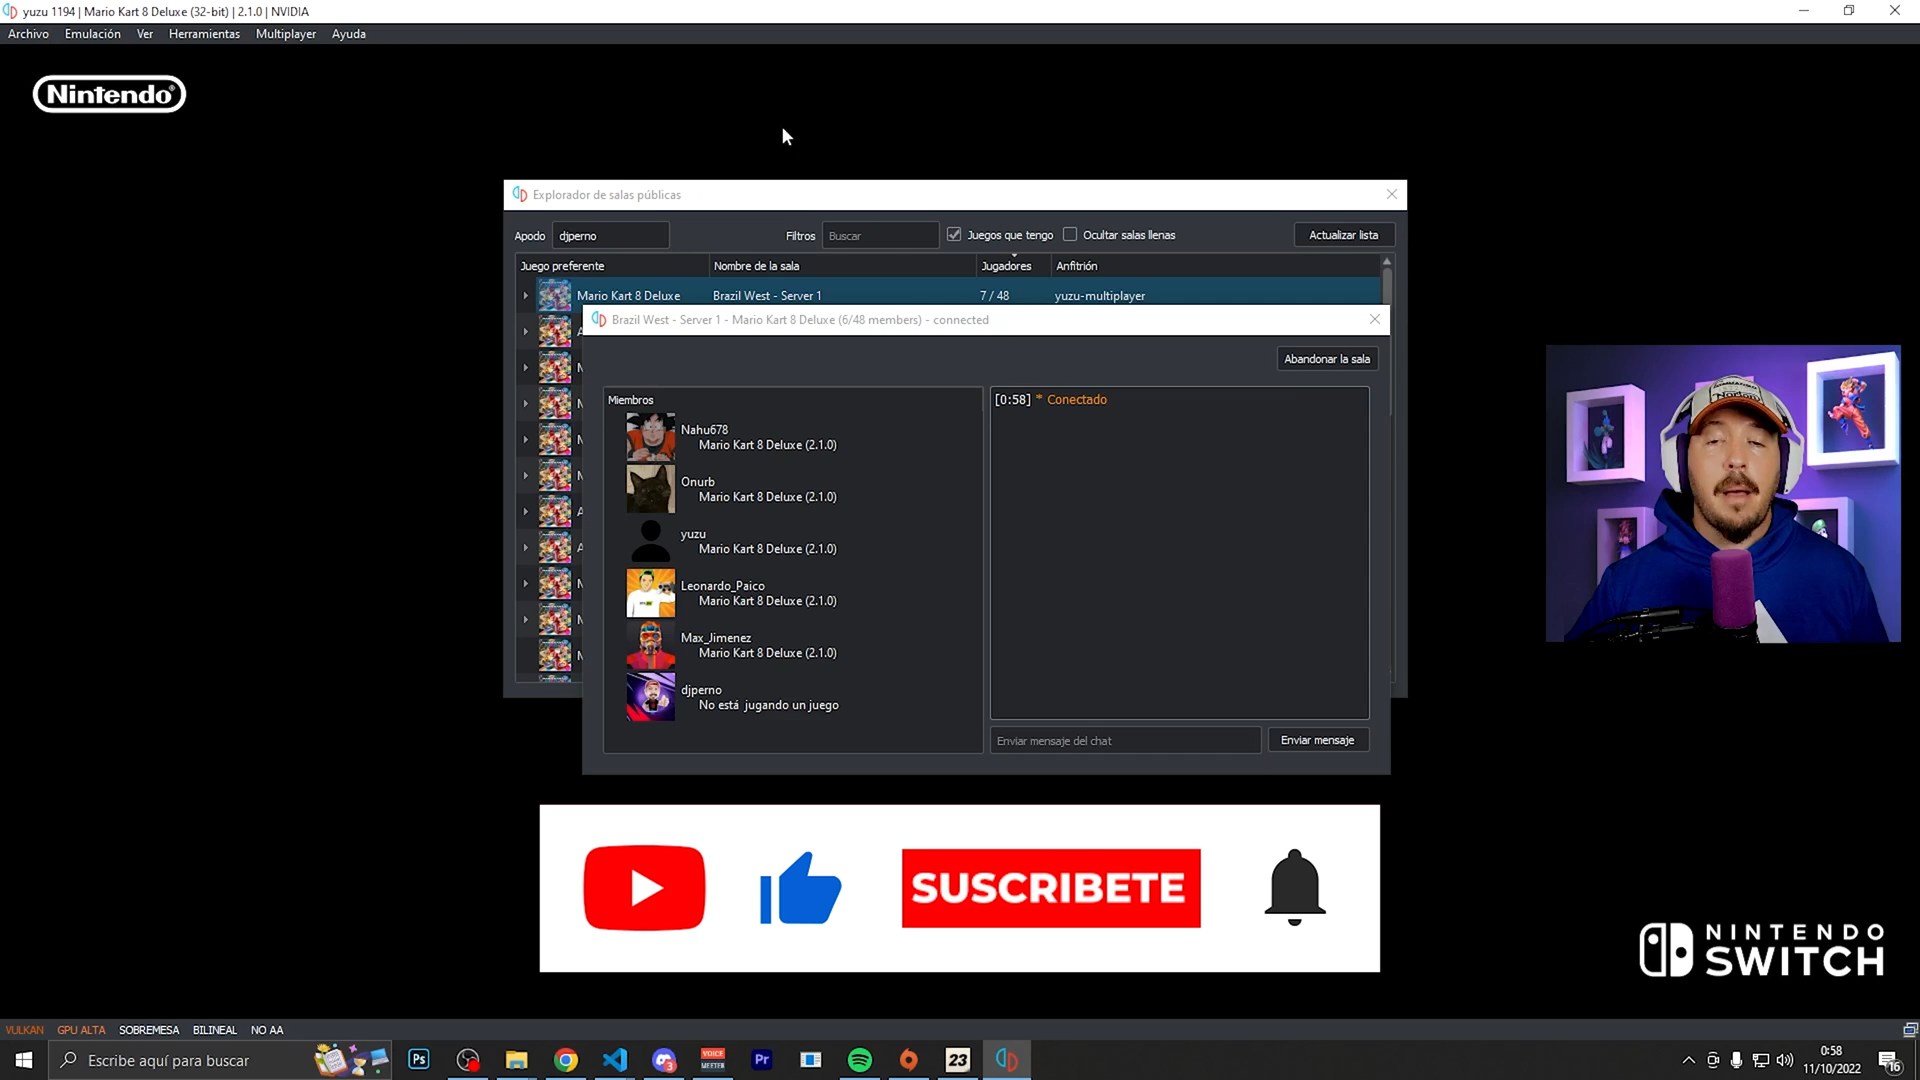 yuzu 1194 | Mario Kart 8 Deluxe (32-bit) | 2.1.0 | NVIDIA
Archivo Emulación Ver Herramientas Multiplayer Ayuda
Nintendo®
Explorador de salas públicas
Apodo djperno Filtros Buscar Juegos que tengo Ocultar salas llenas Actualizar lista
Juego preferente Nombre de la sala Jugadores Anfitrión
Mario Kart 8 Deluxe Brazil West - Server 1 7 / 48 yuzu-multiplayer
Brazil West - Server 1 - Mario Kart 8 Deluxe (6/48 members) - connected
Abandonar la sala
Miembros
[0:58] * Conectado
Nahu678
Mario Kart 8 Deluxe (2.1.0)
Onurb
Mario Kart 8 Deluxe (2.1.0)
yuzu
Mario Kart 8 Deluxe (2.1.0)
Leonardo_Paico
Mario Kart 8 Deluxe (2.1.0)
Max_Jimenez
Mario Kart 8 Deluxe (2.1.0)
djperno
No está jugando un juego
Enviar mensaje del chat Enviar mensaje
SUSCRIBETE
NINTENDO
SWITCH
VULKAN GPU ALTA SOBREMESA BILINEAL NO AA
Escribe aquí para buscar Ps 3 VOICE MEETER Pr 23
0:58
11/10/2022
16